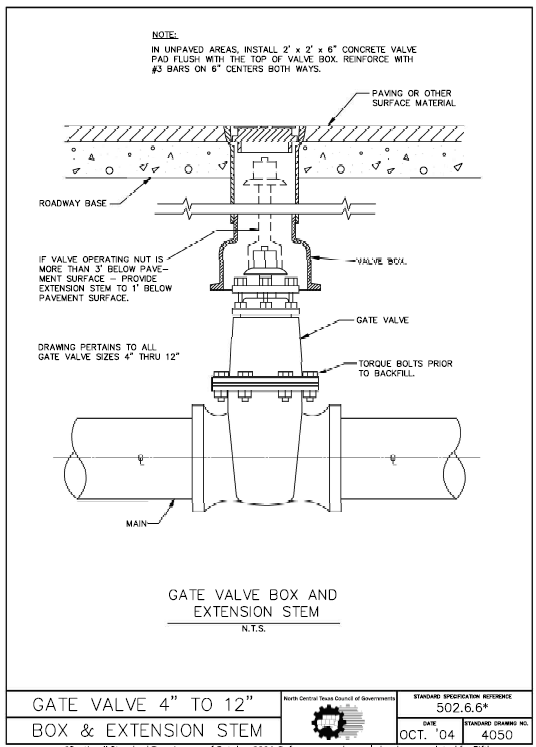 NOTE:
IN UNPAVED AREAS, INSTALL 2' x 2' x 6" CONCRETE VALVE
PAD FLUSH WITH THE TOP OF VALVE BOX. REINFORCE WITH
#3 BARS ON 6" CENTERS BOTH WAYS.
PAVING OR OTHER
SURFACE MATERIAL
ROADWAY BASE
IF VALVE OPERATING NUT IS
MORE THAN 3' BELOW PAVE-
MENT SURFACE – PROVIDE
EXTENSION STEM TO 1' BELOW
PAVEMENT SURFACE.
VALVE BOX.
GATE VALVE
DRAWING PERTAINS TO ALL
GATE VALVE SIZES 4" THRU 12"
TORQUE BOLTS PRIOR
TO BACKFILL.
MAIN
GATE VALVE BOX AND
EXTENSION STEM
N.T.S.
GATE VALVE 4" TO 12"
BOX & EXTENSION STEM
North Central Texas Council of Governments
STANDARD SPECIFICATION REFERENCE
502.6.6*
DATE
OCT. '04
STANDARD DRAWING NO.
4050